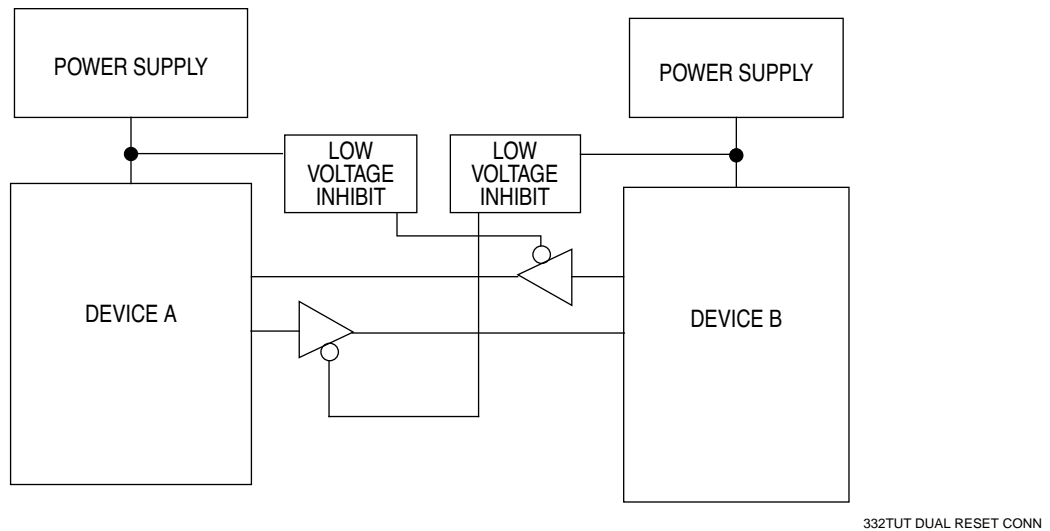 POWER SUPPLY
POWER SUPPLY
LOW
VOLTAGE
INHIBIT
LOW
VOLTAGE
INHIBIT
DEVICE A
DEVICE B
332TUT DUAL RESET CONN